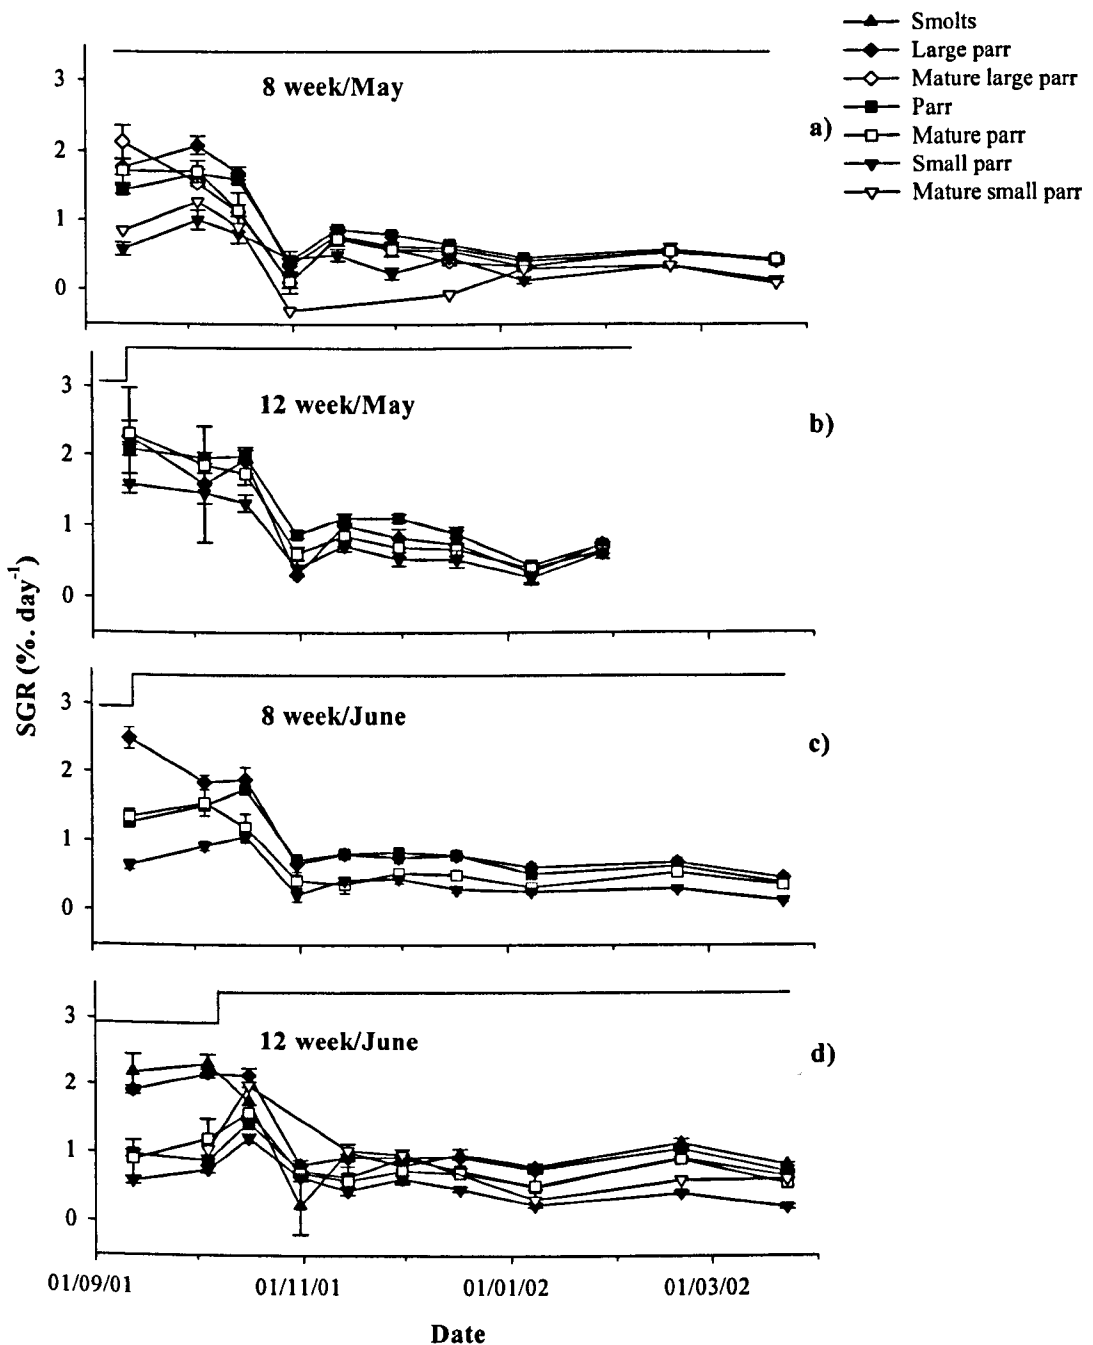 Smolts
Large parr
Mature large parr
Parr
Mature parr
Small parr
Mature small parr
a)
8 week/May
3
2
1
0
b)
12 week/May
3
2
1
0
c)
8 week/June
3
2
1
0
d)
12 week/June
3
2
1
0
SGR (%. day-1)
01/09/01 01/11/01 01/01/02 01/03/02
Date